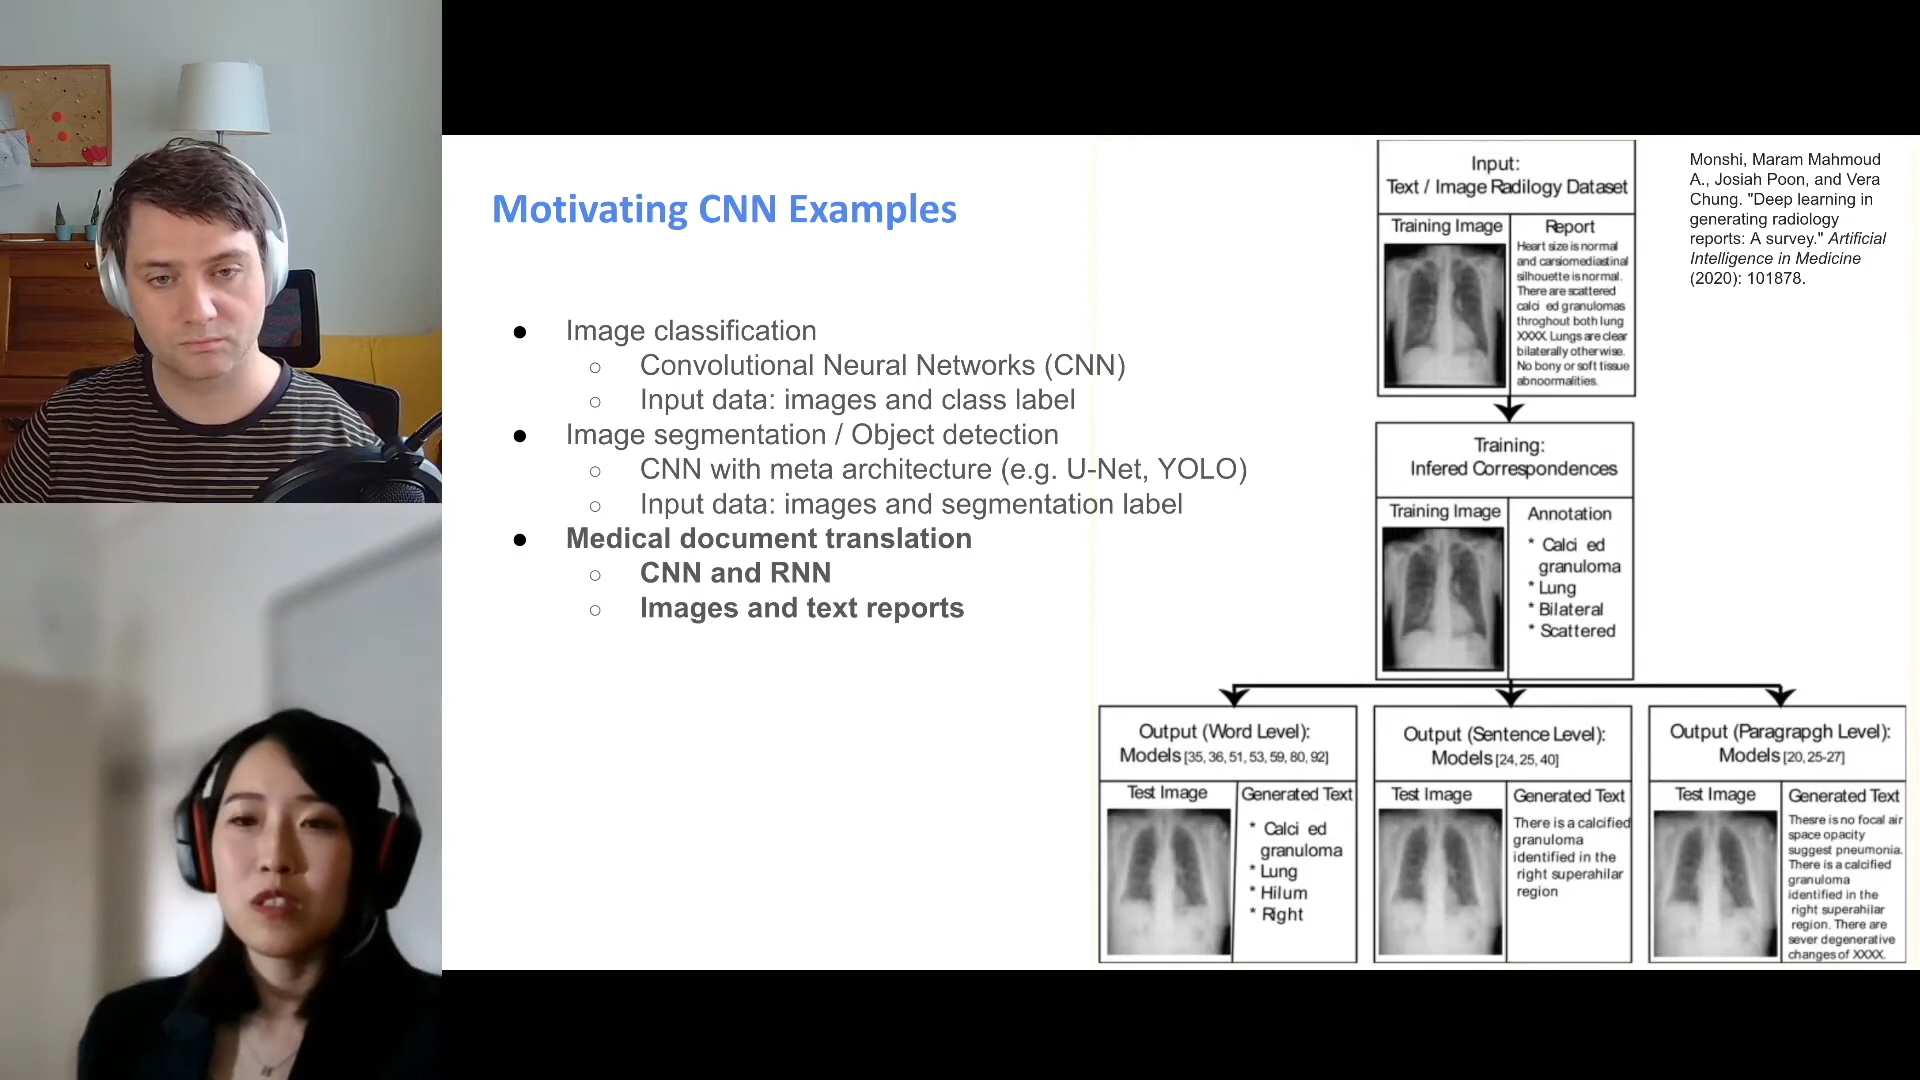 Motivating CNN Examples
● Image classification
○ Convolutional Neural Networks (CNN)
○ Input data: images and class label
● Image segmentation / Object detection
○ CNN with meta architecture (e.g. U-Net, YOLO)
○ Input data: images and segmentation label
● Medical document translation
○ CNN and RNN
○ Images and text reports
Input:
Text / Image Radilogy Dataset
Training Image
Report
Heart size is normal
and carsiomediastinal
silhouette is normal.
There are scattered
calci ed granulomas
throghout both lung
XXXX. Lungs are clear
bilaterally otherwise.
No bony or soft tissue
abnoormalities.
Training:
Infered Correspondences
Training Image
Annotation
* Calci ed
granuloma
* Lung
* Bilateral
* Scattered
Output (Word Level):
Models [35, 36, 51, 53, 59, 80, 92]
Test Image
Generated Text
* Calci ed
granuloma
* Lung
* Hilum
* Right
Output (Sentence Level):
Models [24, 25, 40]
Test Image
Generated Text
There is a calcified
granuloma
identified in the
right superahilar
region
Output (Paragrapgh Level):
Models [20, 25-27]
Test Image
Generated Text
Thesre is no focal air
space opacity
suggest pneumonia.
There is a calcified
granuloma
identified in the
right superahilar
region. There are
sever degenerative
changes of XXXX.
Monshi, Maram Mahmoud
A., Josiah Poon, and Vera
Chung. "Deep learning in
generating radiology
reports: A survey." Artificial
Intelligence in Medicine
(2020): 101878.